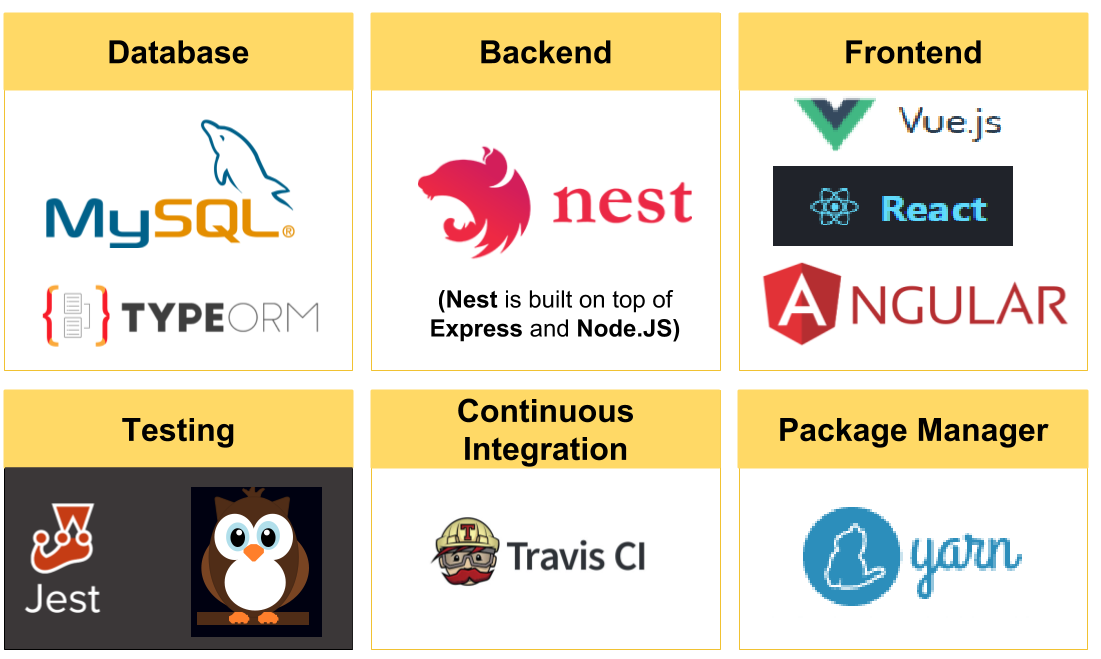 Database
MySQL®
TYPEORM
Backend
nest
(Nest is built on top of
Express and Node.JS)
Frontend
Vue.js
React
ANGULAR
Testing
Jest
Continuous
Integration
T
Travis CI
Package Manager
yarn